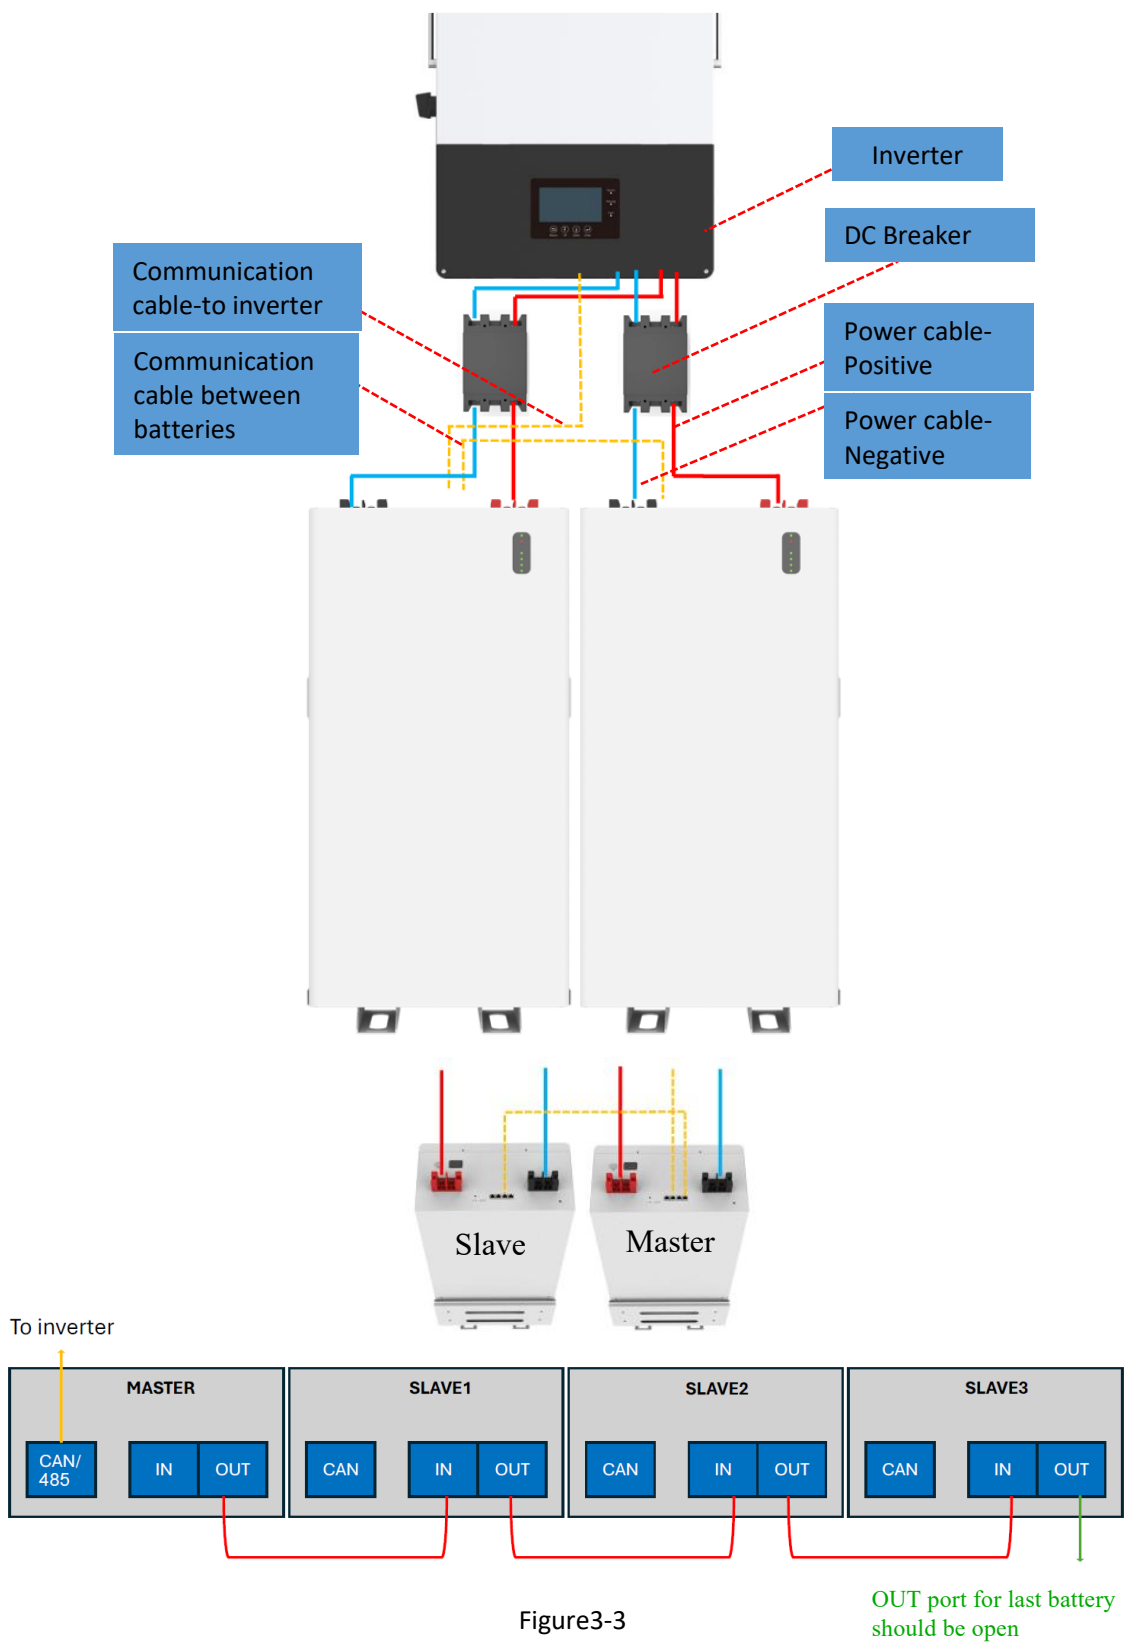 Inverter
DC Breaker
Communication
cable-to inverter
Power cable-
Positive
Communication
cable between
batteries
Power cable-
Negative
Slave
Master
To inverter
MASTER
SLAVE1
SLAVE2
SLAVE3
CAN/
485
IN
OUT
CAN
IN
OUT
CAN
IN
OUT
CAN
IN
OUT
OUT port for last battery
should be open
Figure3-3